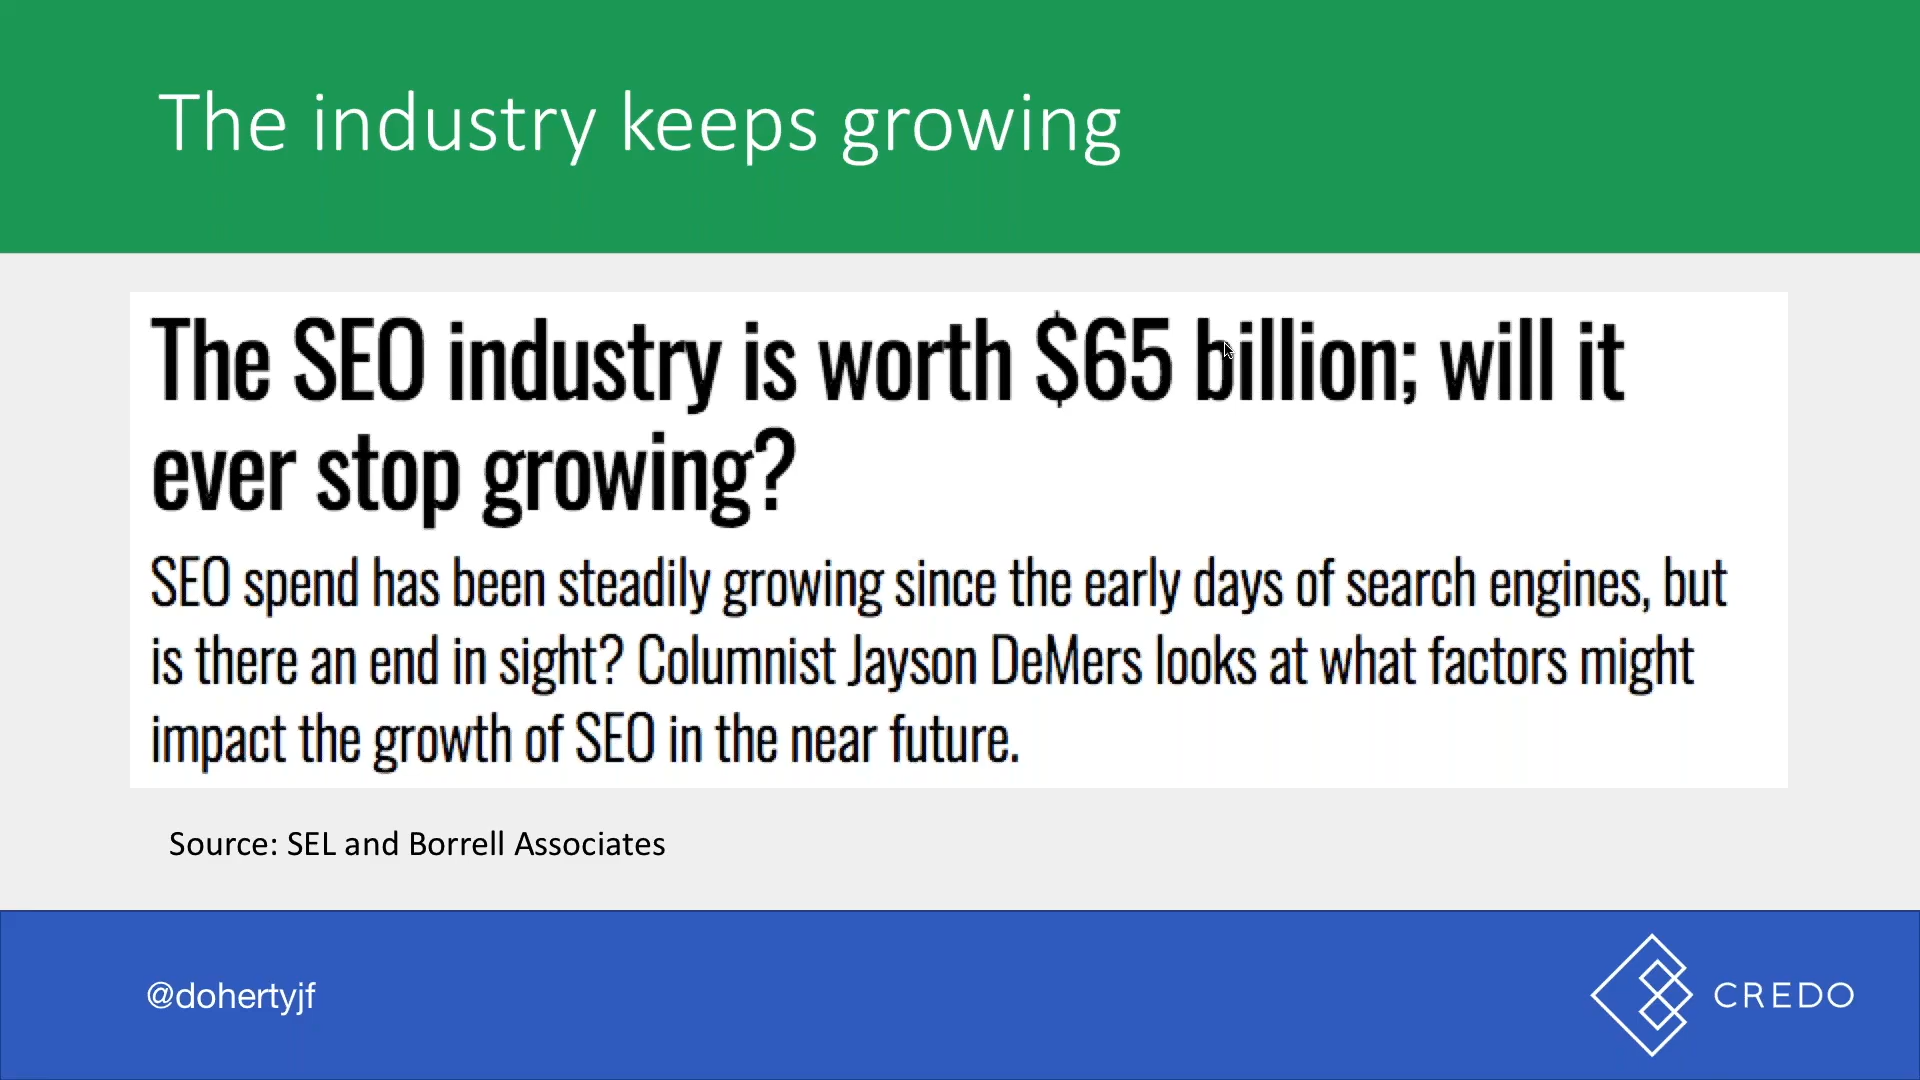 The industry keeps growing
The SEO industry is worth $65 billion; will it
ever stop growing?
SEO spend has been steadily growing since the early days of search engines, but
is there an end in sight? Columnist Jayson DeMers looks at what factors might
impact the growth of SEO in the near future.
Source: SEL and Borrell Associates
@dohertyjf
CREDO